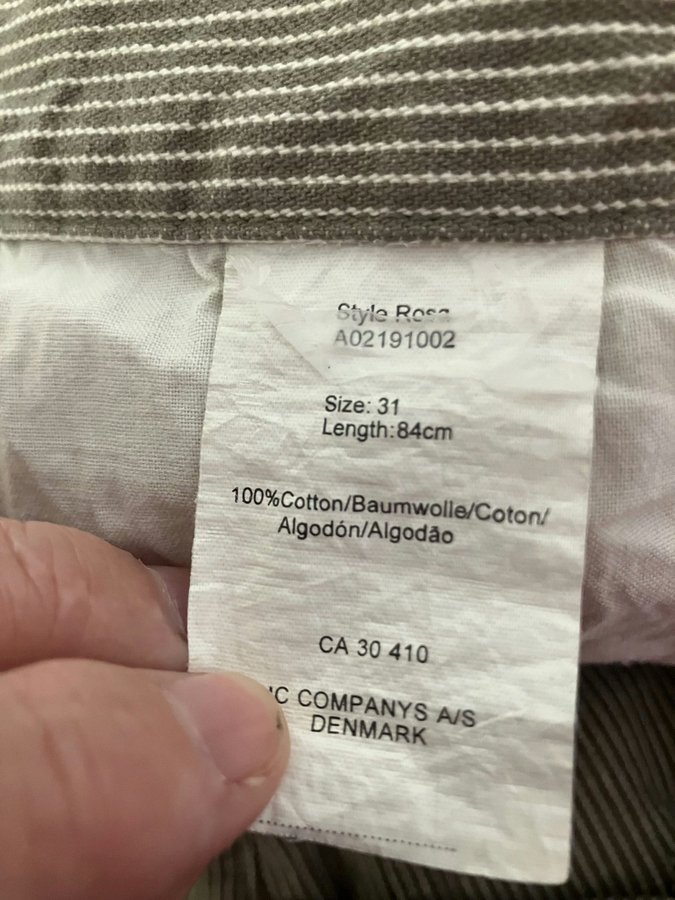 Style Rosa
A02191002
Size: 31
Length:84cm
100%Cotton/Baumwolle/Coton/
Algodón/Algodão
CA 30 410
C COMPANYS A/S
DENMARK